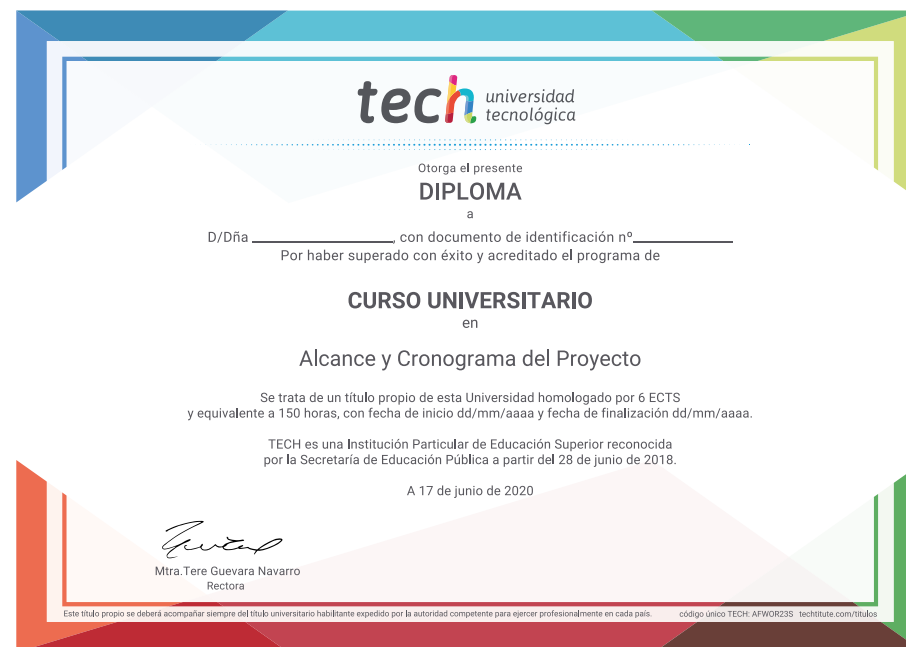 tech universidad
tecnológica
Otorga el presente
DIPLOMA
a
D/Dña ____________________, con documento de identificación nº______________
Por haber superado con éxito y acreditado el programa de
CURSO UNIVERSITARIO
en
Alcance y Cronograma del Proyecto
Se trata de un título propio de esta Universidad homologado por 6 ECTS
y equivalente a 150 horas, con fecha de inicio dd/mm/aaaa y fecha de finalización dd/mm/aaaa.
TECH es una Institución Particular de Educación Superior reconocida
por la Secretaría de Educación Pública a partir del 28 de junio de 2018.
A 17 de junio de 2020
Mtra.Tere Guevara Navarro
Rectora
Este título propio se deberá acompañar siempre del título universitario habilitante expedido por la autoridad competente para ejercer profesionalmente en cada país. código único TECH: AFWOR23S techtitute.com/titulos